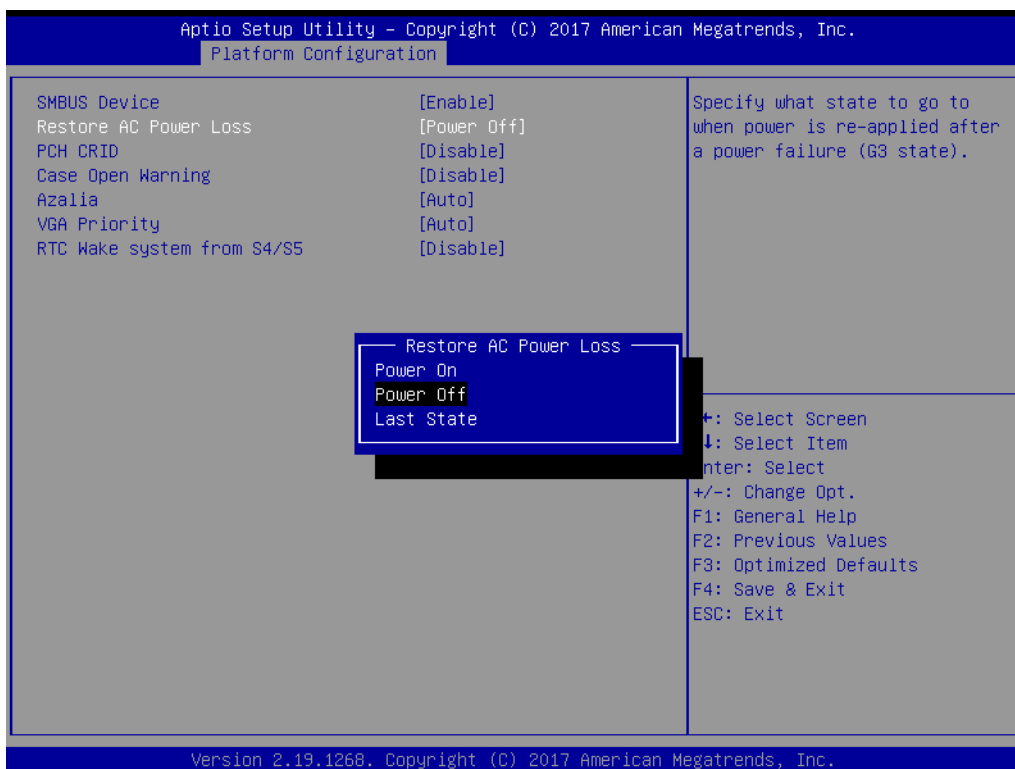 Aptio Setup Utility – Copyright (C) 2017 American Megatrends, Inc.
Platform Configuration
SMBUS Device [Enable]
Restore AC Power Loss [Power Off]
PCH CRID [Disable]
Case Open Warning [Disable]
Azalia [Auto]
VGA Priority [Auto]
RTC Wake system from S4/S5 [Disable]
Specify what state to go to
when power is re-applied after
a power failure (G3 state).
Restore AC Power Loss
Power On
Power Off
Last State
: Select Screen
: Select Item
nter: Select
+/-: Change Opt.
F1: General Help
F2: Previous Values
F3: Optimized Defaults
F4: Save & Exit
ESC: Exit
Version 2.19.1268. Copyright (C) 2017 American Megatrends, Inc.